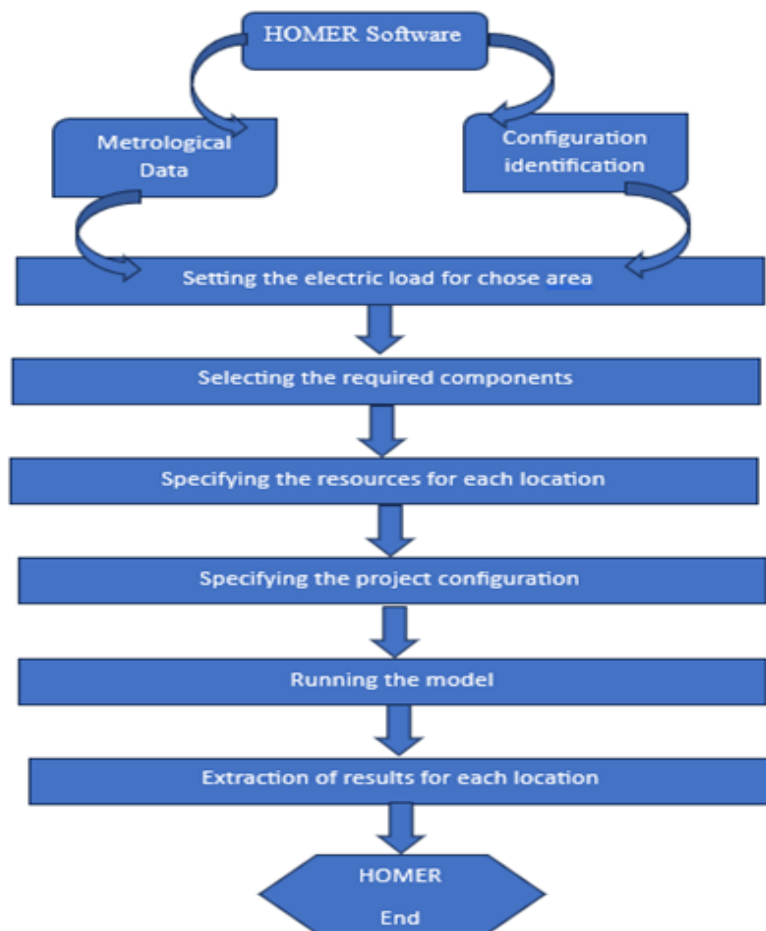 HOMER Software
Metrological
Data
Configuration
identification
Setting the electric load for chose area
Selecting the required components
Specifying the resources for each location
Specifying the project configuration
Running the model
Extraction of results for each location
HOMER
End